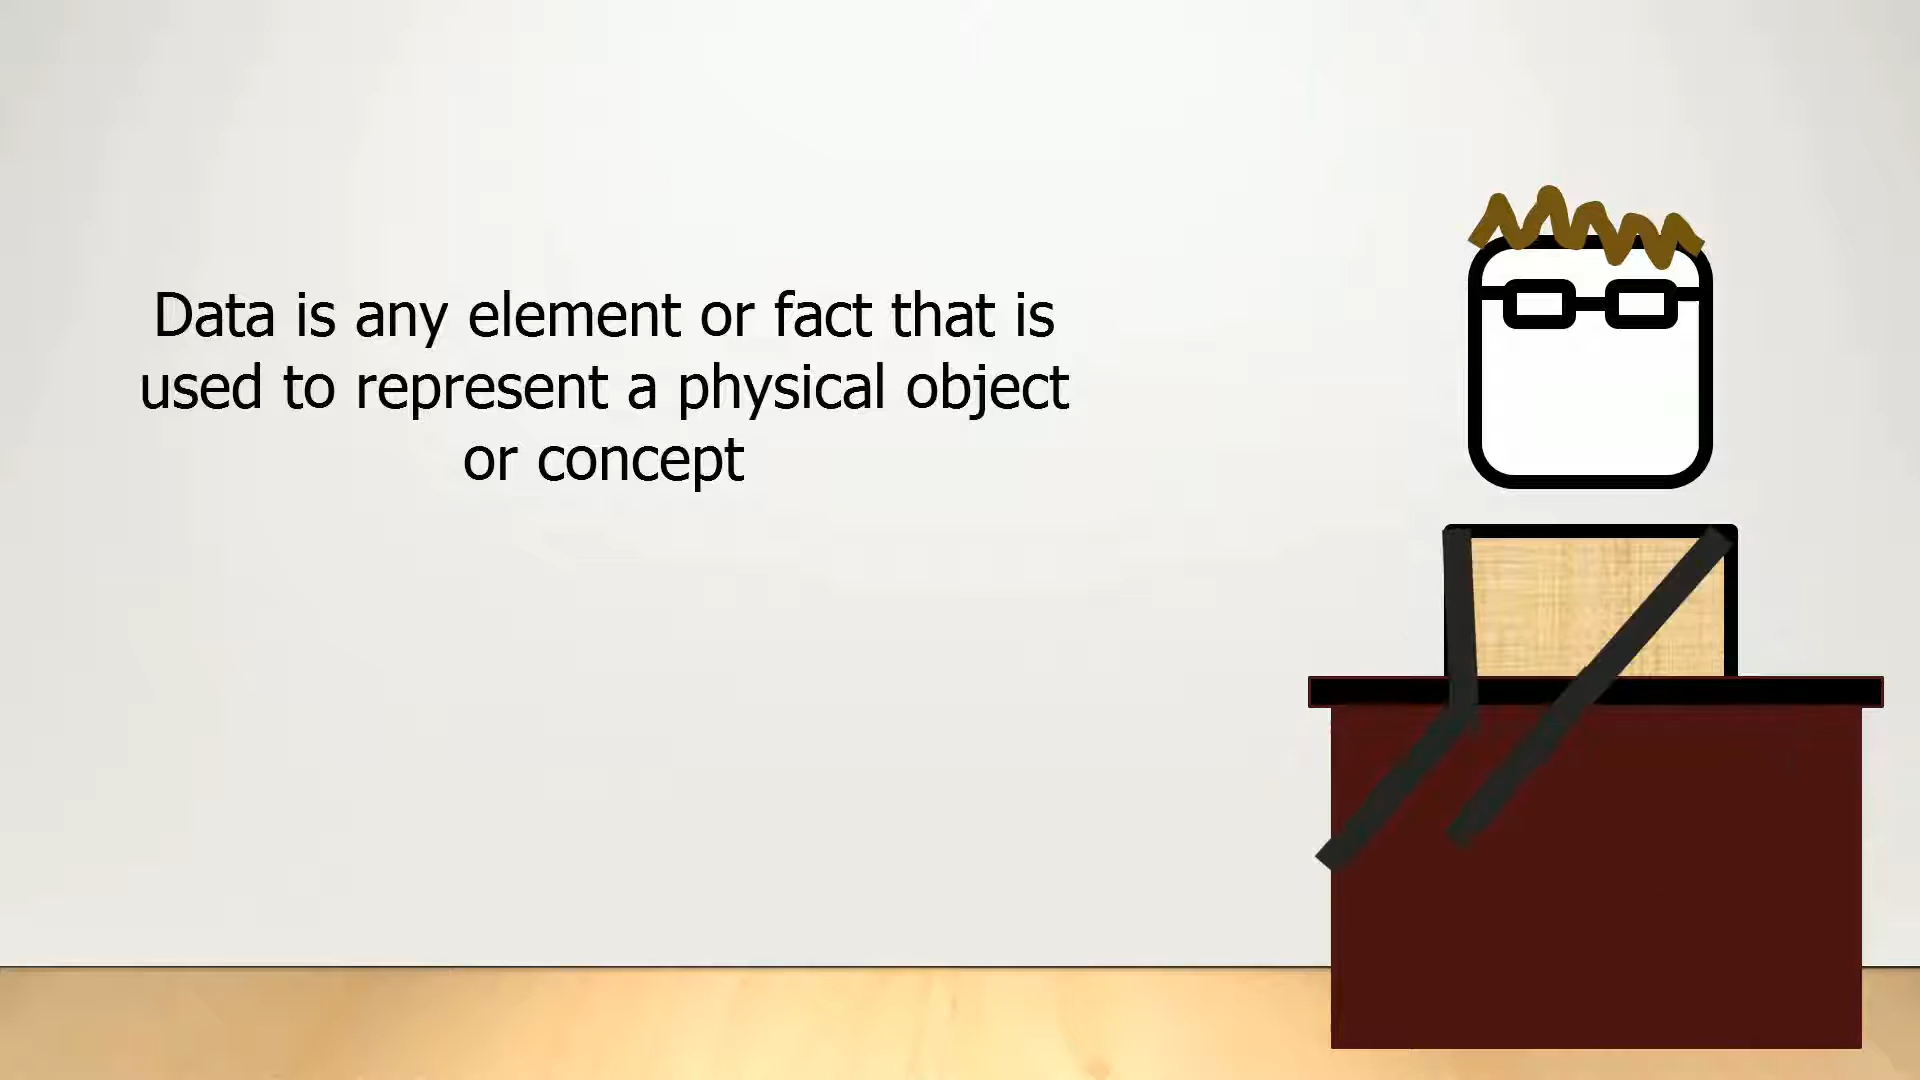 Data is any element or fact that is
used to represent a physical object
or concept